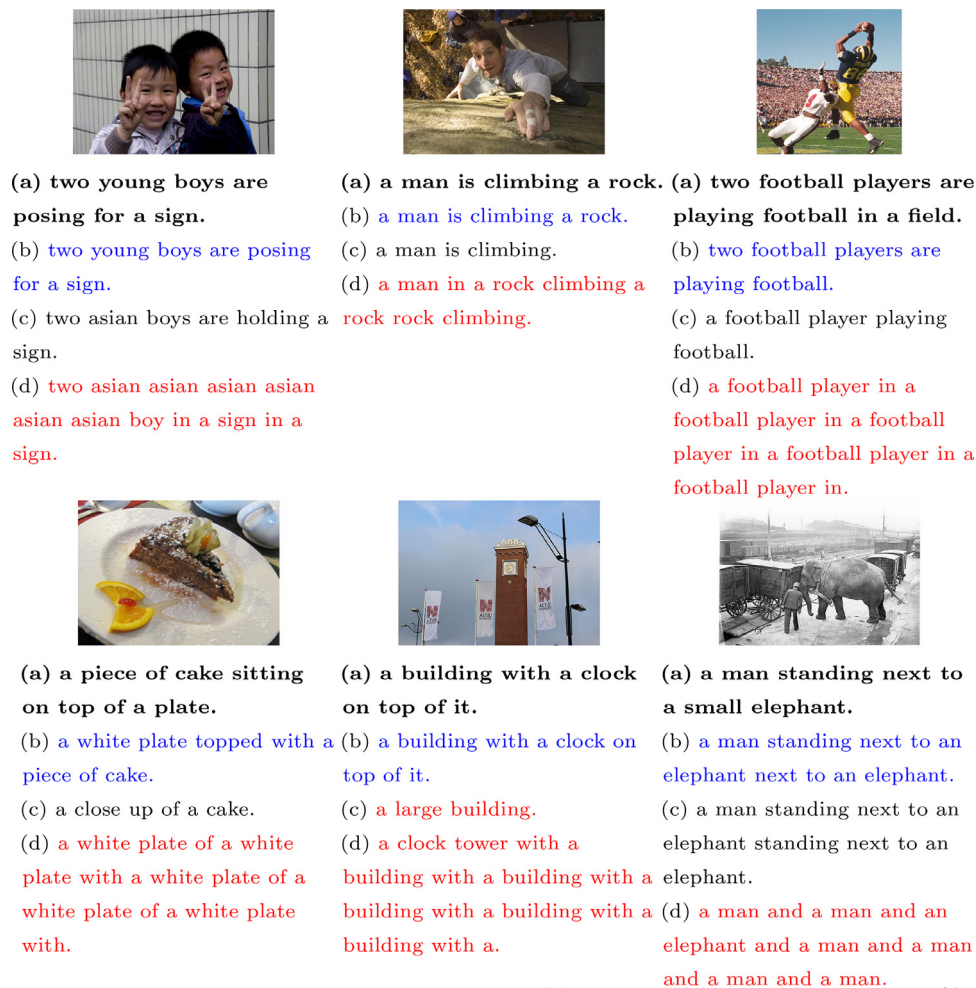 (a) two young boys are
posing for a sign.
(b) two young boys are posing
for a sign.
(c) two asian boys are holding a
sign.
(d) two asian asian asian asian
asian asian boy in a sign in a
sign.
(a) a man is climbing a rock.
(b) a man is climbing a rock.
(c) a man is climbing.
(d) a man in a rock climbing a
rock rock climbing.
(a) two football players are
playing football in a field.
(b) two football players are
playing football.
(c) a football player playing
football.
(d) a football player in a
football player in a football
player in a football player in a
football player in.
(a) a piece of cake sitting
on top of a plate.
(b) a white plate topped with a
piece of cake.
(c) a close up of a cake.
(d) a white plate of a white
plate with a white plate of a
white plate of a white plate
with.
(a) a building with a clock
on top of it.
(b) a building with a clock on
top of it.
(c) a large building.
(d) a clock tower with a
building with a building with a
building with a building with a
building with a.
(a) a man standing next to
a small elephant.
(b) a man standing next to an
elephant next to an elephant.
(c) a man standing next to an
elephant standing next to an
elephant.
(d) a man and a man and an
elephant and a man and a man
and a man and a man.